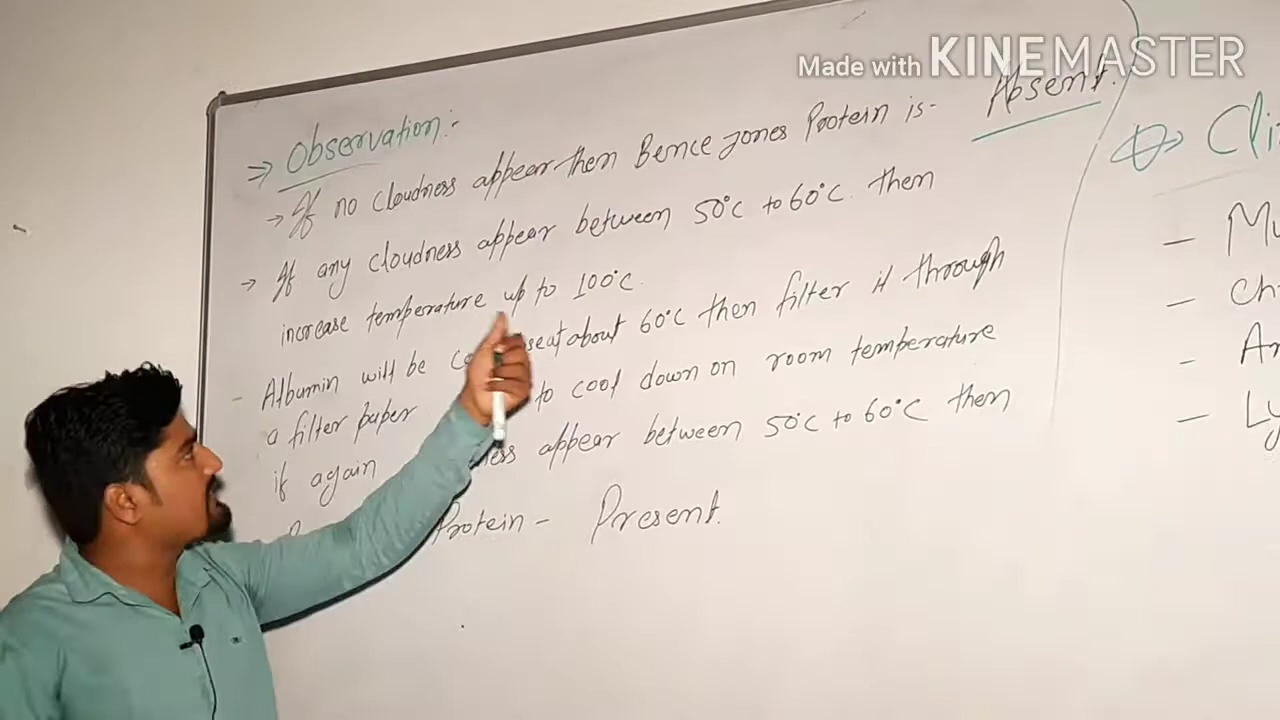 Made with KINEMASTER
⇒ Observation:-
→ If no cloudness appear then Bence Jones Protein is- Absent.
→ If any cloudness appear between 50°C to 60°C. then
increase temperature up to 100°C.
- Albumin will be about 60°C then filter it through
a filter paper to cool down on room temperature
if again appear between 50°C to 60°C then
Protein - Present.
⇒ Cli
- Mu
- Ch
- An
- Ly